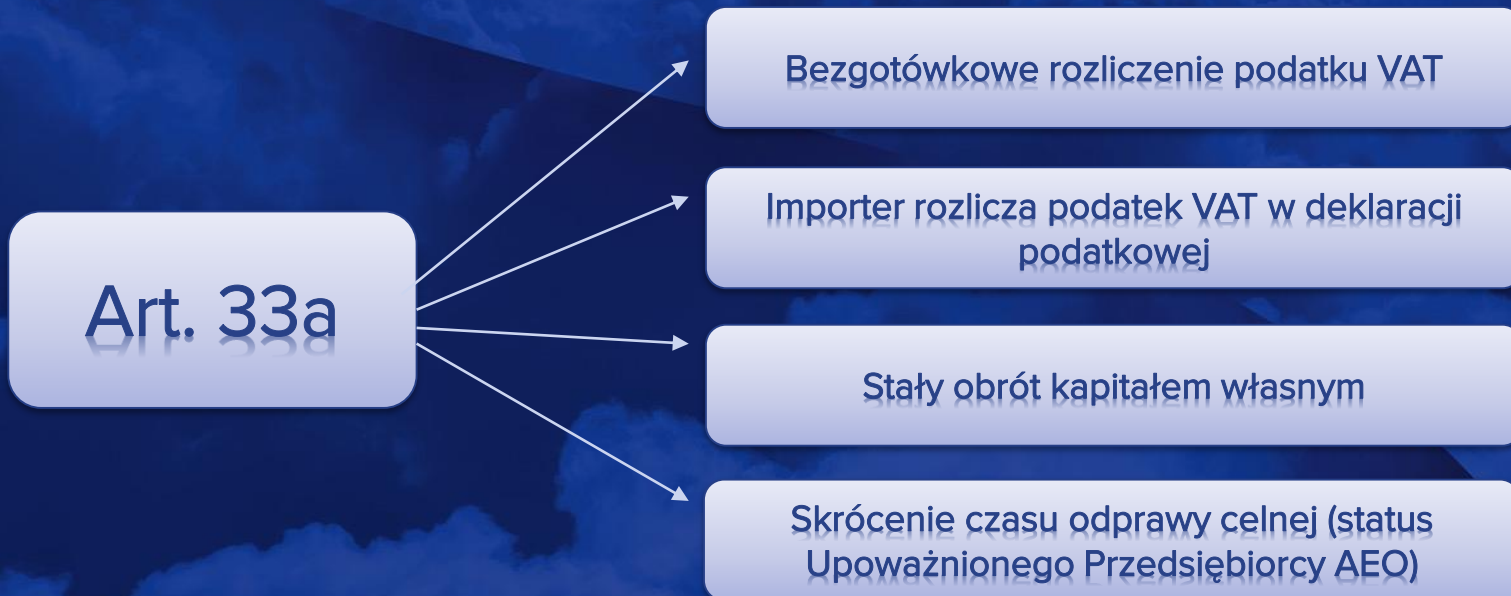 Bezgotówkowe rozliczenie podatku VAT
Importer rozlicza podatek VAT w deklaracji
podatkowej
Art. 33a
Stały obrót kapitałem własnym
Skrócenie czasu odprawy celnej (status
Upoważnionego Przedsiębiorcy AEO)